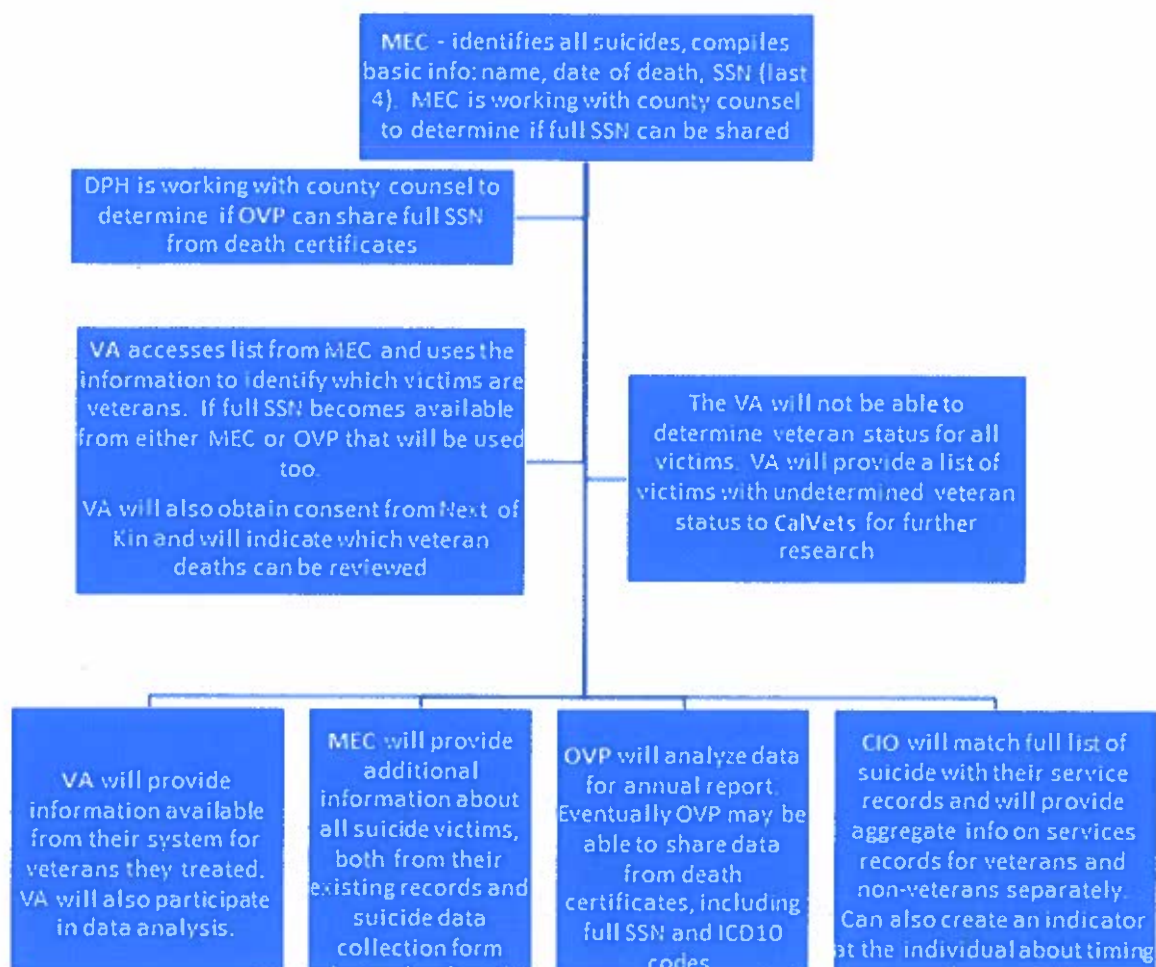 MEC - identifies all suicides, compiles
basic info: name, date of death, SSN (last
4). MEC is working with county counsel
to determine if full SSN can be shared
DPH is working with county counsel to
determine if OVP can share full SSN
from death certificates
VA accesses list from MEC and uses the
information to identify which victims are
veterans. If full SSN becomes available
from either MEC or OVP that will be used
too.
VA will also obtain consent from Next of
Kin and will indicate which veteran
deaths can be reviewed
The VA will not be able to
determine veteran status for all
victims. VA will provide a list of
victims with undetermined veteran
status to CalVets for further
research
VA will provide
information available
from their system for
veterans they treated.
VA will also participate
in data analysis.
MEC will provide
additional
information about
all suicide victims,
both from their
existing records and
suicide data
collection form
OVP will analyze data
for annual report.
Eventually OVP may be
able to share data
from death
certificates, including
full SSN and ICD10
codes
CIO will match full list of
suicide with their service
records and will provide
aggregate info on services
records for veterans and
non-veterans separately.
Can also create an indicator
at the individual about timing